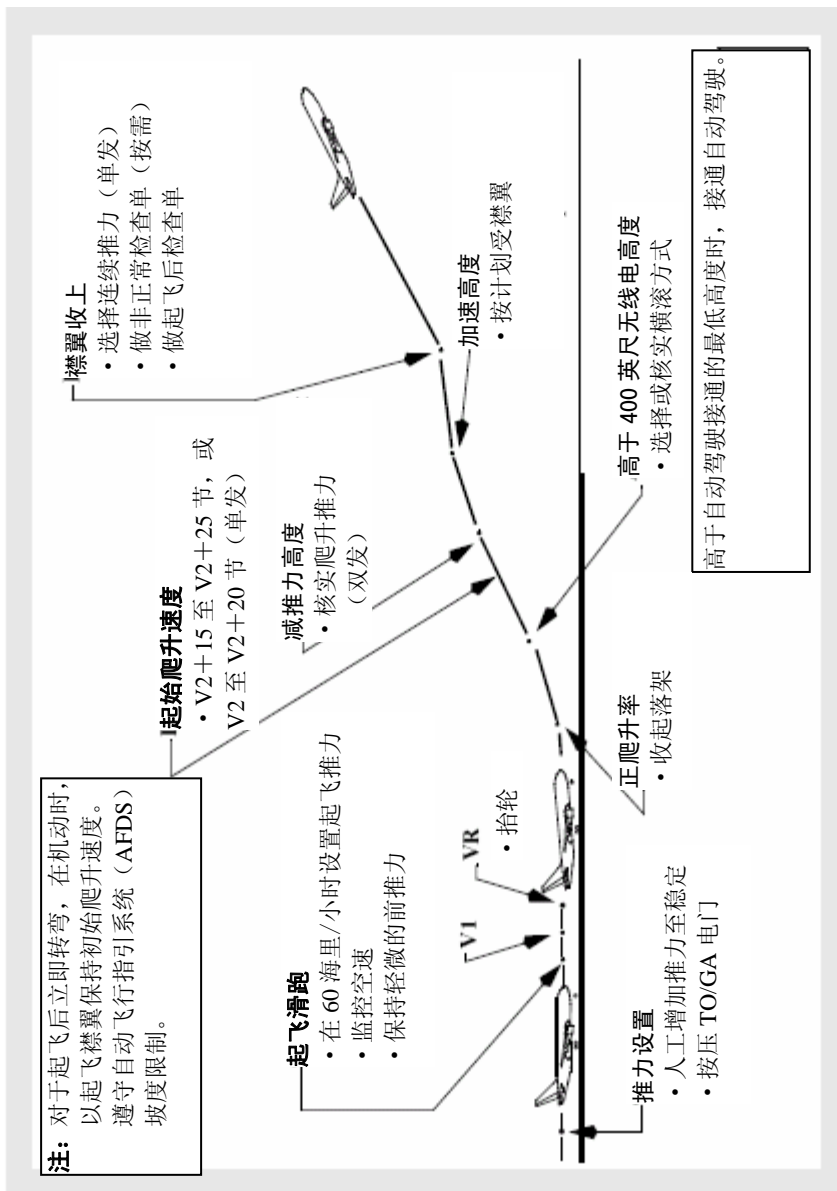 注：对于起飞后立即转弯，在机动时，
以起飞襟翼保持初始爬升速度。
遵守自动飞行指引系统（AFDS）
坡度限制。
襟翼收上
• 选择连续推力（单发）
• 做非正常检查单（按需）
• 做起飞后检查单
起始爬升速度
• V2＋15 至 V2＋25 节，或
V2 至 V2＋20 节（单发）
减推力高度
• 核实爬升推力
（双发）
加速高度
• 按计划受襟翼
起飞滑跑
• 在 60 海里/小时设置起飞推力
• 监控空速
• 保持轻微的前推力
V1
VR
• 抬轮
推力设置
• 人工增加推力至稳定
• 按压 TO/GA 电门
正爬升率
• 收起落架
高于 400 英尺无线电高度
• 选择或核实横滚方式
高于自动驾驶接通的最低高度时，接通自动驾驶。